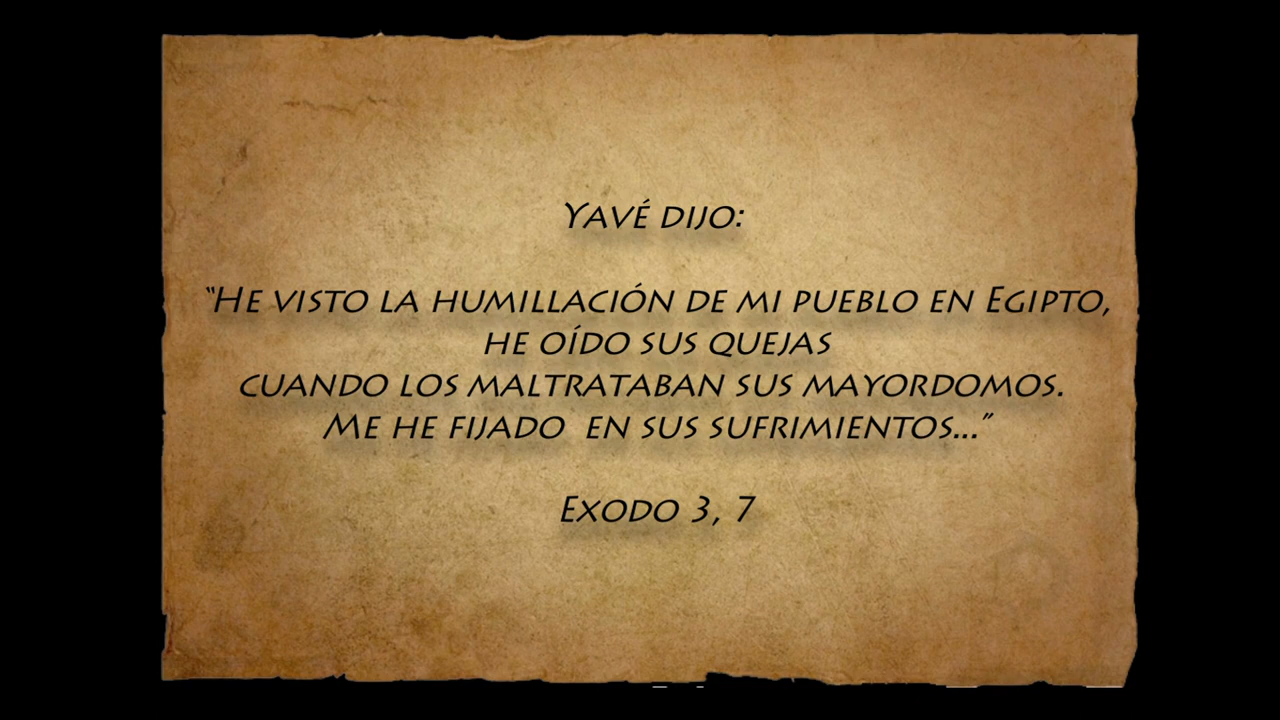 Yavé dijo:
“He visto la humillación de mi pueblo en Egipto,
he oído sus quejas
cuando los maltrataban sus mayordomos.
Me he fijado  en sus sufrimientos...”
Exodo 3, 7